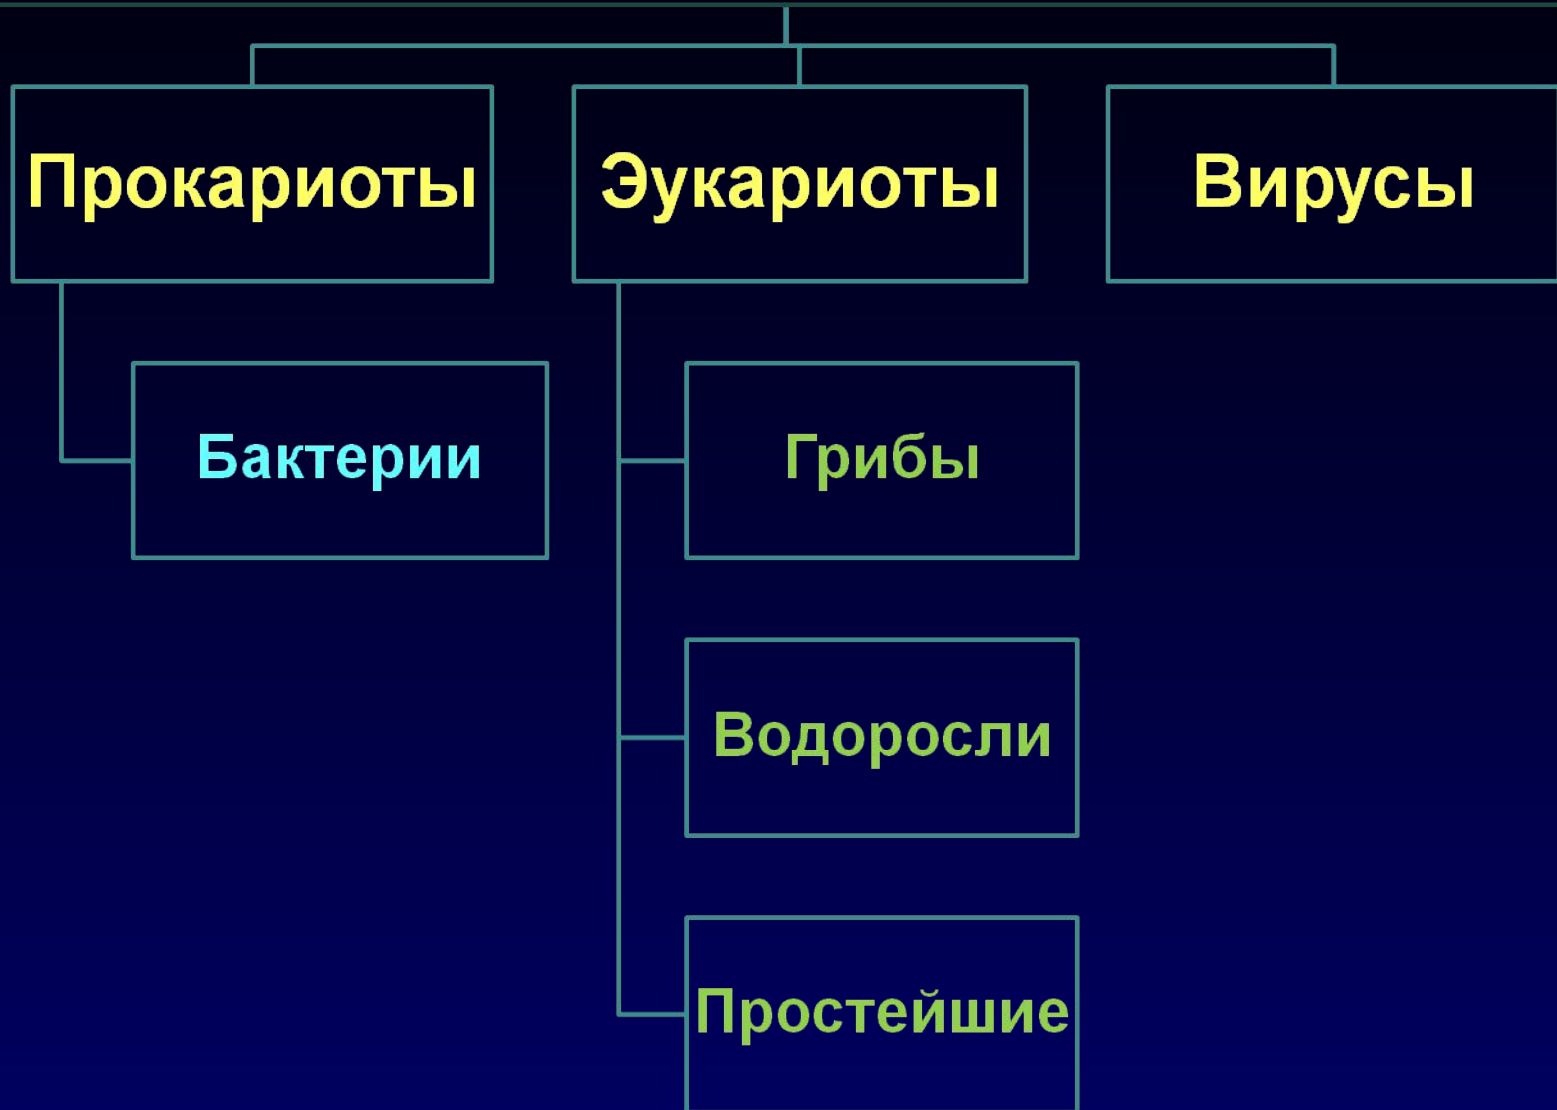 Прокариоты
Эукариоты
Вирусы
Бактерии
Грибы
Водоросли
Простейшие